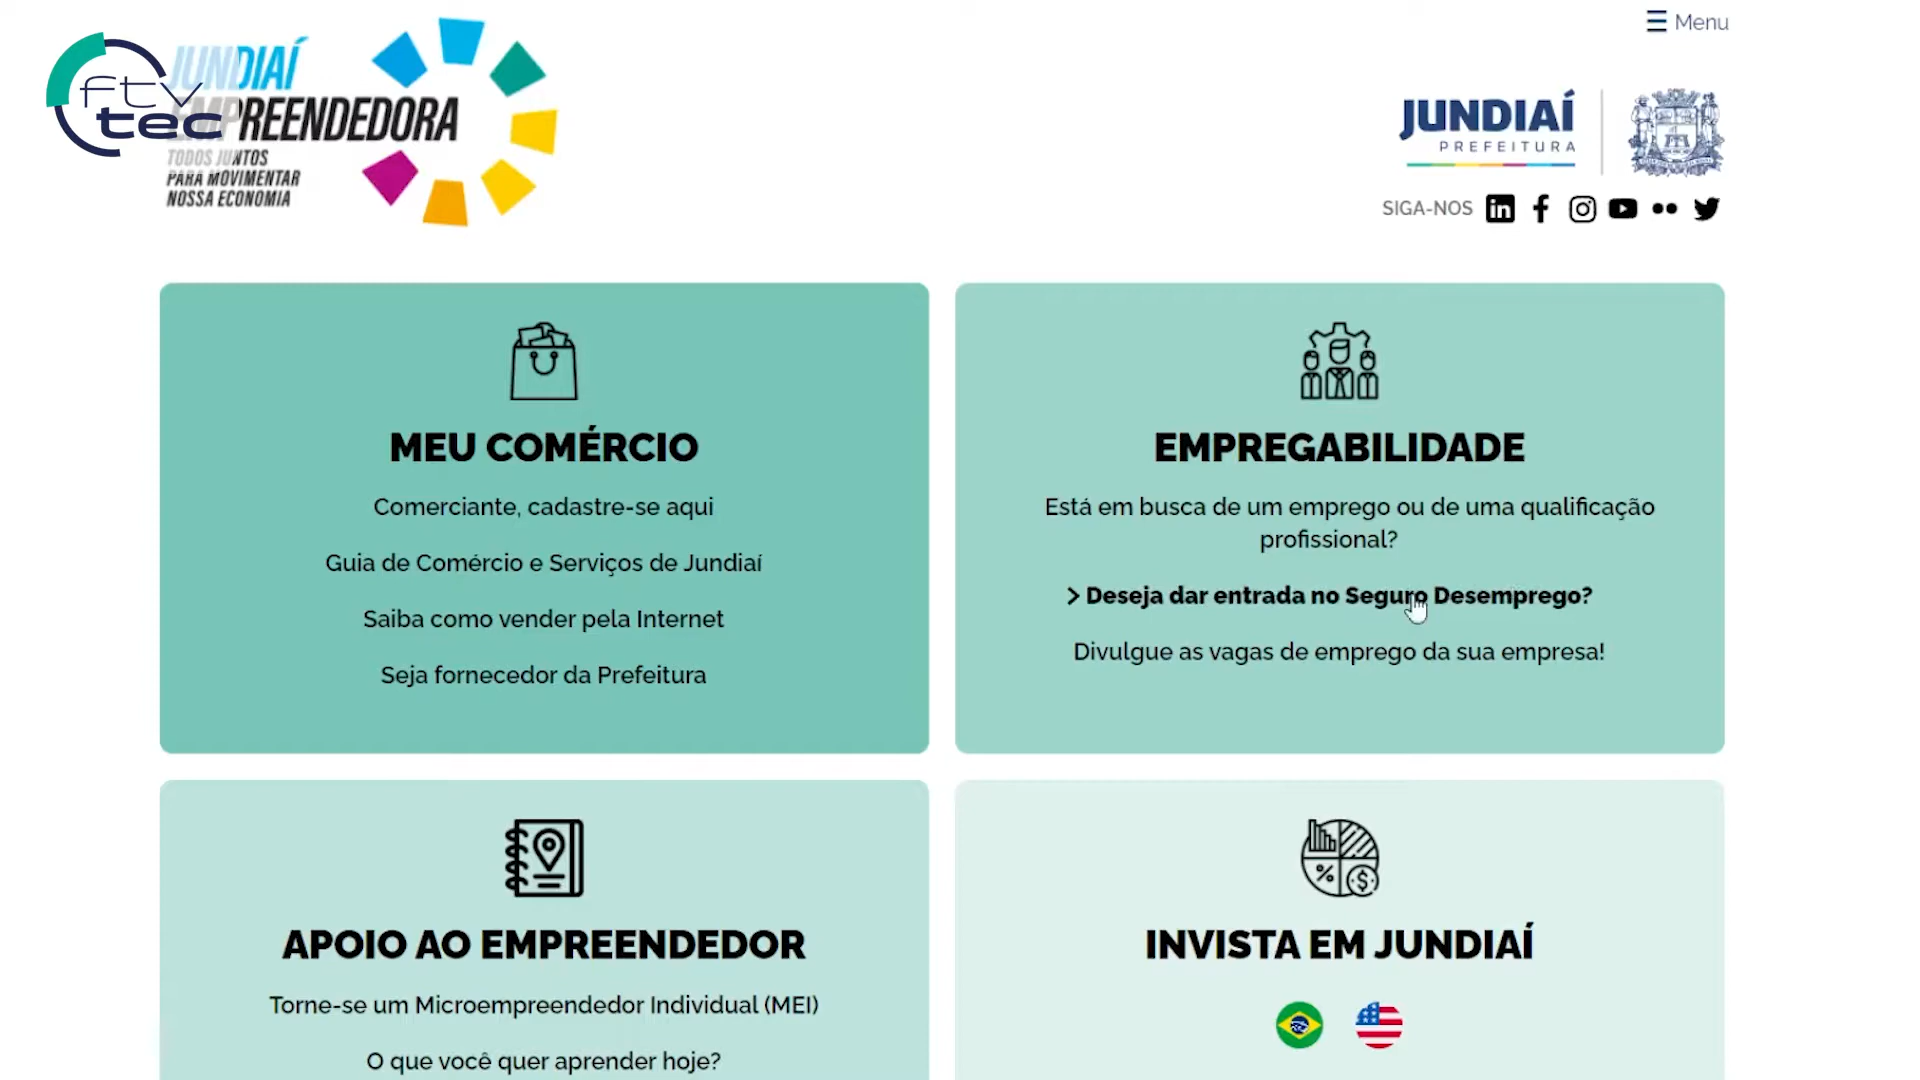 Menu
ftv
tec
JUNDIAÍ
EMPREENDEDORA
TODOS JUNTOS
PARA MOVIMENTAR
NOSSA ECONOMIA
JUNDIAÍ
PREFEITURA
SIGA-NOS
MEU COMÉRCIO
Comerciante, cadastre-se aqui
Guia de Comércio e Serviços de Jundiaí
Saiba como vender pela Internet
Seja fornecedor da Prefeitura
EMPREGABILIDADE
Está em busca de um emprego ou de uma qualificação
profissional?
> Deseja dar entrada no Seguro Desemprego?
Divulgue as vagas de emprego da sua empresa!
APOIO AO EMPREENDEDOR
Torne-se um Microempreendedor Individual (MEI)
O que você quer aprender hoje?
INVISTA EM JUNDIAÍ